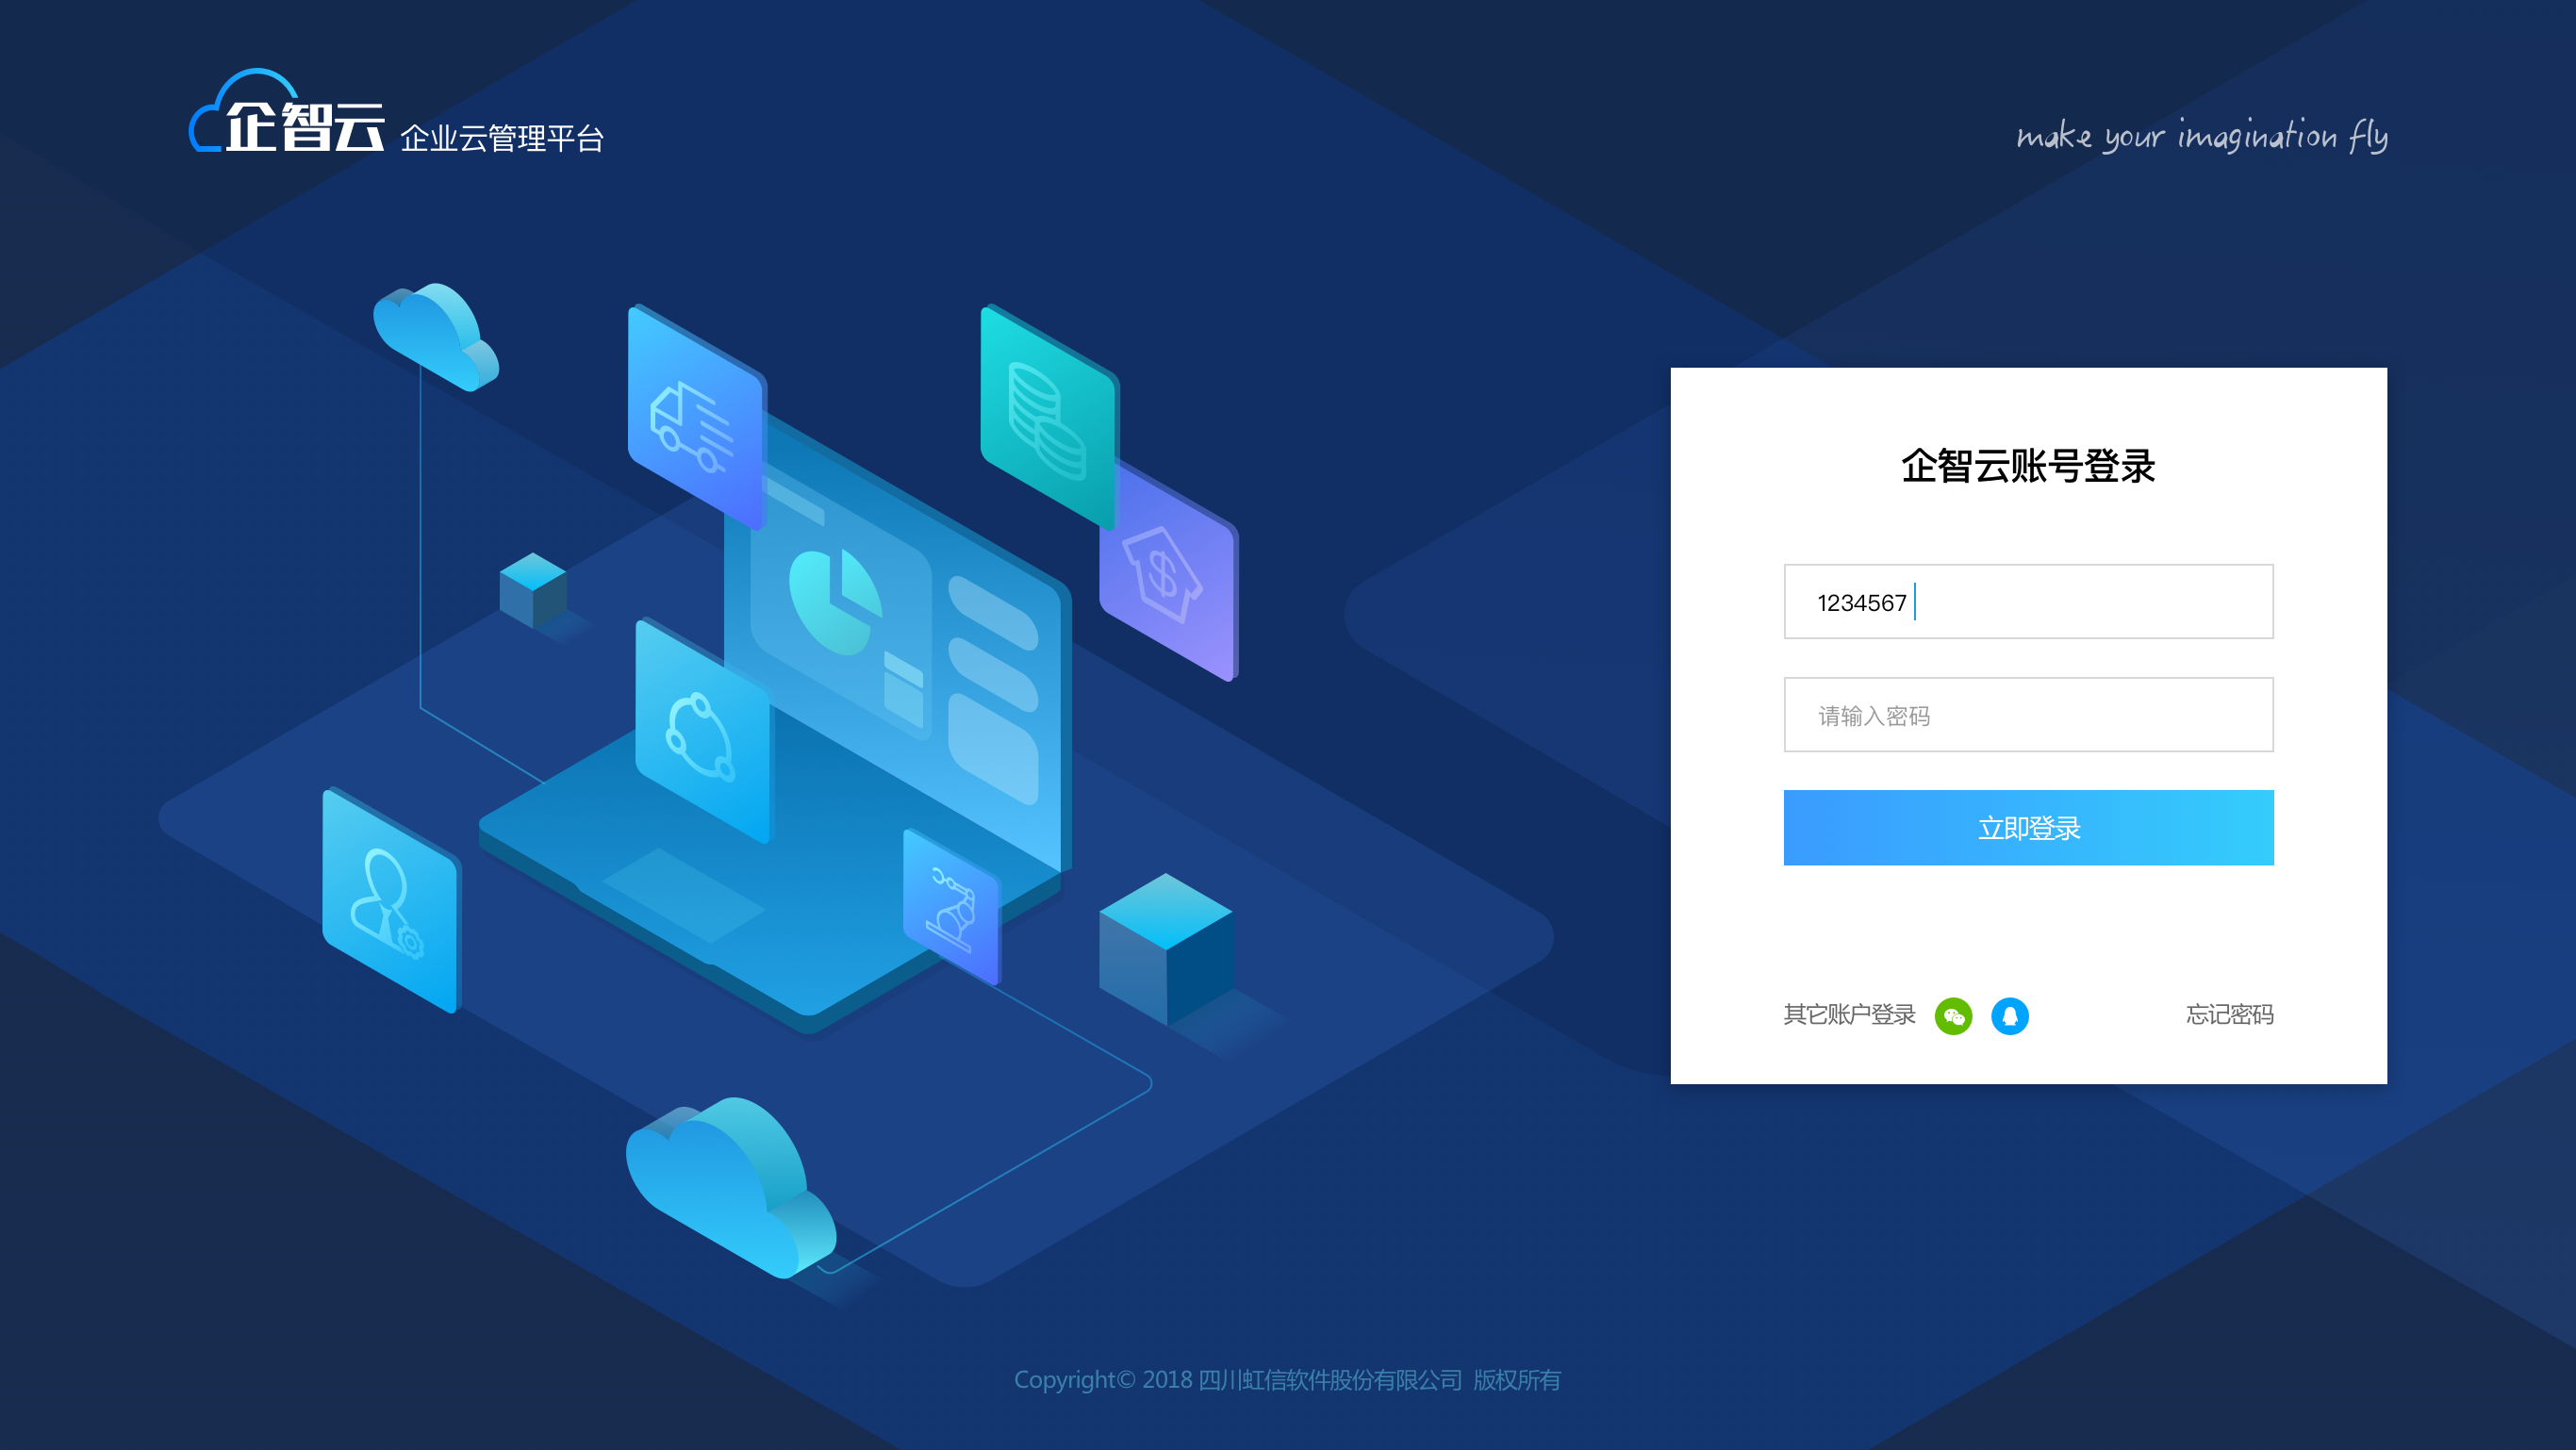 企智云 企业云管理平台
make your imagination fly
企智云账号登录
1234567
请输入密码
立即登录
其它账户登录
忘记密码
Copyright© 2018 四川虹信软件股份有限公司 版权所有